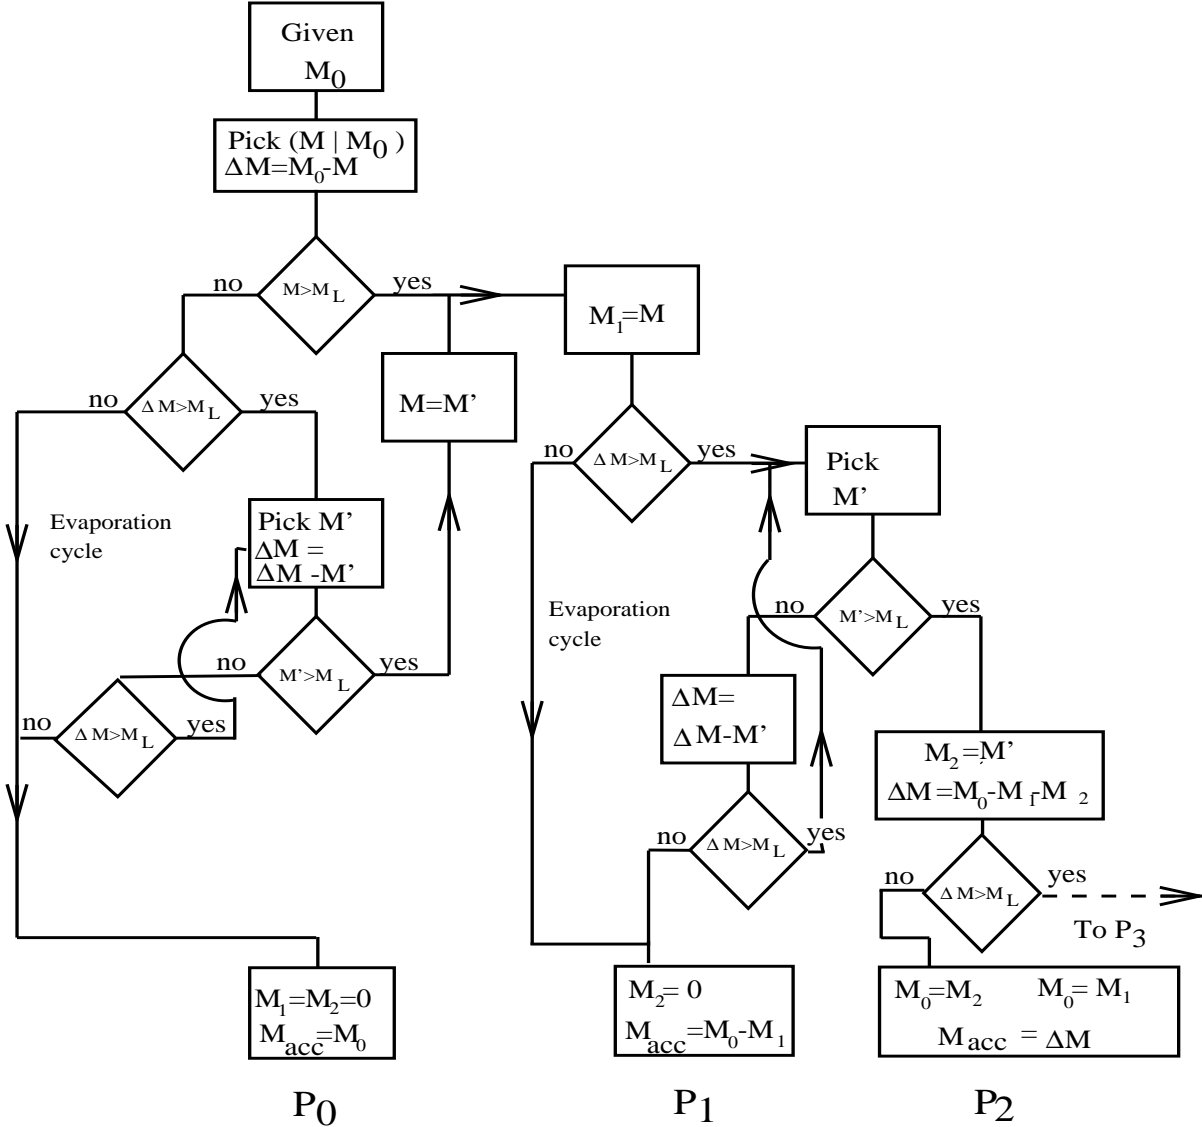 Given
M0
Pick (M | M0 )
ΔM=M0-M
no
M>ML
yes
M1=M
no
ΔM>ML
yes
M=M’
no
ΔM>ML
yes
Pick
M’
Evaporation
cycle
Pick M’
ΔM =
ΔM -M’
no
M’>ML
yes
no
ΔM>ML
yes
Evaporation
cycle
no
M’>ML
yes
ΔM=
ΔM-M’
M2=M’
ΔM=M0-M1-M2
no
ΔM>ML
yes
no
ΔM>ML
yes
To P3
M1=M2=0
Macc=M0
M2= 0
Macc=M0-M1
M0=M2 M0= M1
Macc = ΔM
P0
P1
P2